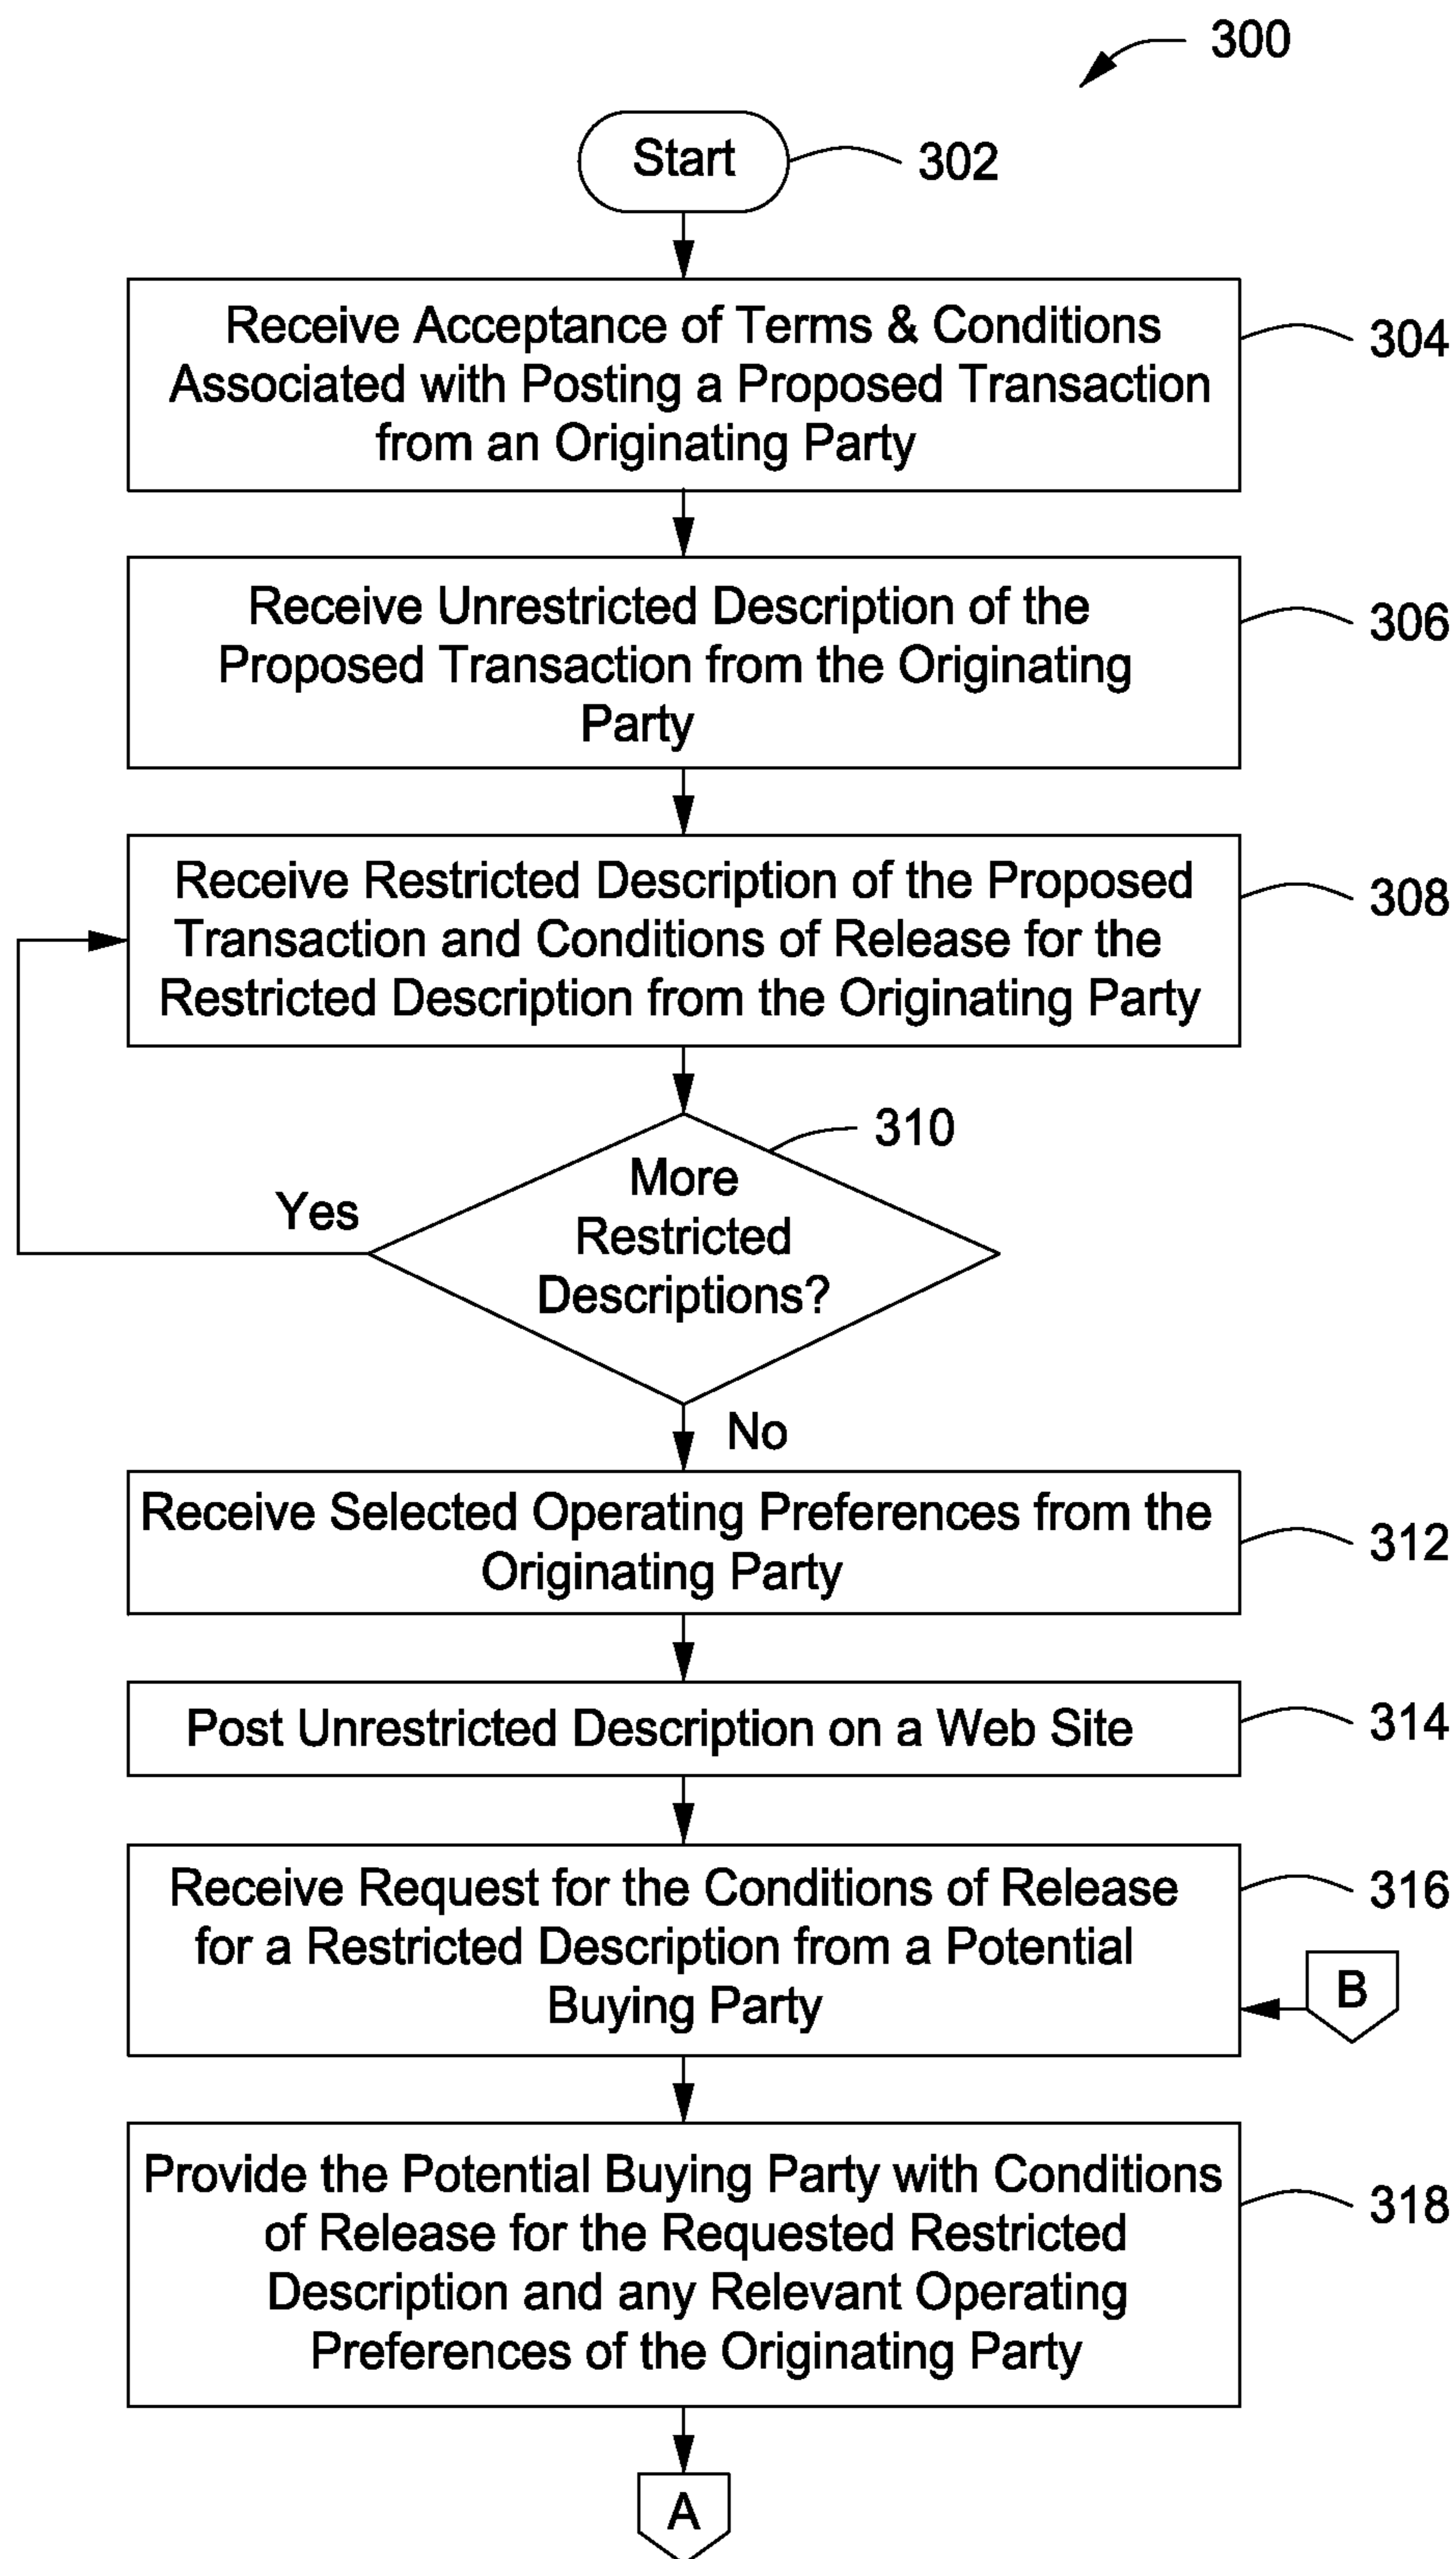 300
Start
302
Receive Acceptance of Terms & Conditions
Associated with Posting a Proposed Transaction
from an Originating Party
304
Receive Unrestricted Description of the
Proposed Transaction from the Originating
Party
306
Receive Restricted Description of the Proposed
Transaction and Conditions of Release for the
Restricted Description from the Originating Party
308
310
More
Restricted
Descriptions?
Yes
No
Receive Selected Operating Preferences from the
Originating Party
312
Post Unrestricted Description on a Web Site
314
Receive Request for the Conditions of Release
for a Restricted Description from a Potential
Buying Party
316
B
Provide the Potential Buying Party with Conditions
of Release for the Requested Restricted
Description and any Relevant Operating
Preferences of the Originating Party
318
A